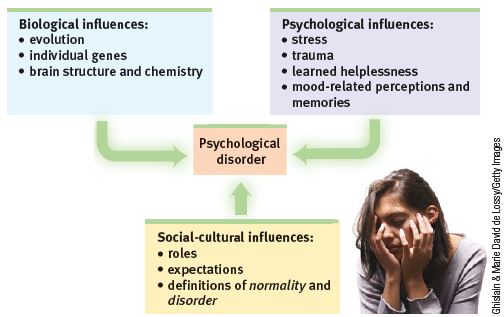 Biological influences:
• evolution
• individual genes
• brain structure and chemistry
Psychological influences:
• stress
• trauma
• learned helplessness
• mood-related perceptions and
memories
Psychological
disorder
Social-cultural influences:
• roles
• expectations
• definitions of normality and
disorder
Ghislain & Marie David de Lossy/Getty Images